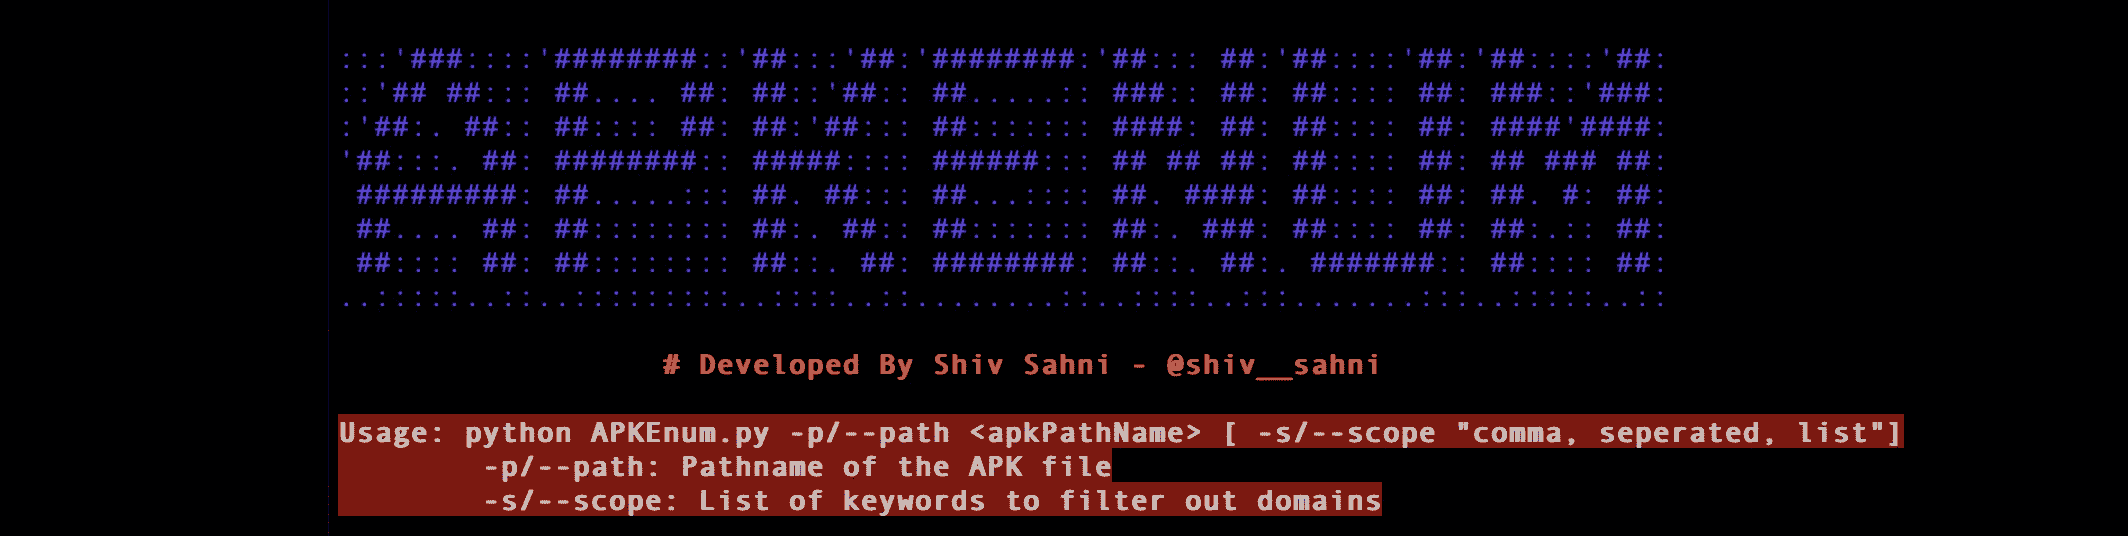 :::'###::::'########::'##:::'##:'########:'##::: ##:'##::::'##:'##::::'##:
::'## ##::: ##.... ##: ##::'##:: ##.....:: ###:: ##: ##:::: ##: ###::'###:
:'##:. ##:: ##:::: ##: ##:'##::: ##::::::: ####: ##: ##:::: ##: ####'####:
'##:::. ##: ########:: #####:::: ######::: ## ## ##: ##:::: ##: ## ### ##:
 #########: ##.....::: ##. ##::: ##...:::: ##. ####: ##:::: ##: ##. #: ##:
 ##.... ##: ##:::::::: ##:. ##:: ##::::::: ##:. ###: ##:::: ##: ##:.:: ##:
 ##:::: ##: ##:::::::: ##::. ##: ########: ##::. ##:. #######:: ##:::: ##:
..:::::..::..:::::::::..::::..::........::..::::..:::.......:::..:::::..::
# Developed By Shiv Sahni - @shiv__sahni
Usage: python APKEnum.py -p/--path <apkPathName> [ -s/--scope "comma, seperated, list"]
-p/--path: Pathname of the APK file
-s/--scope: List of keywords to filter out domains